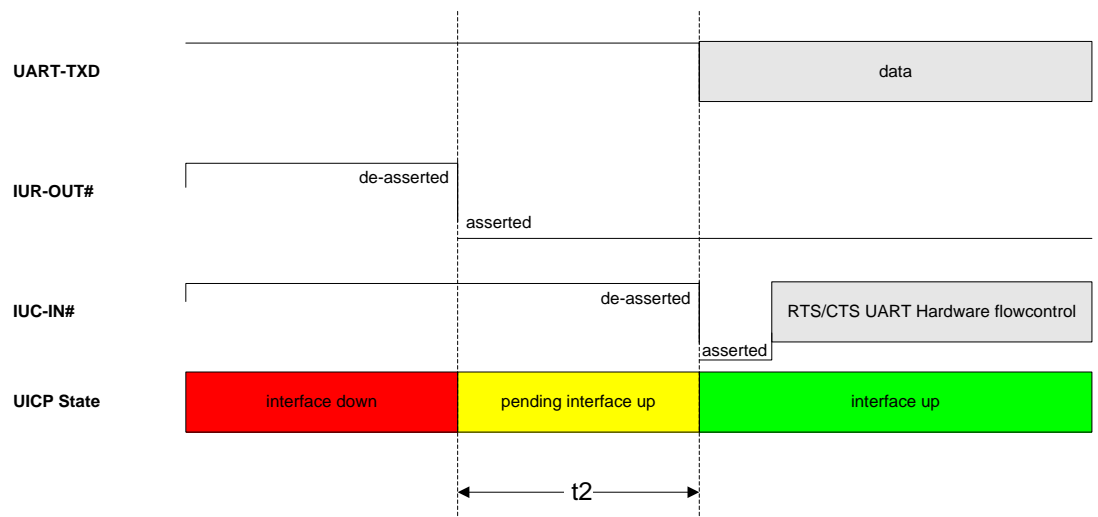 UART-TXD
data
IUR-OUT#
de-asserted
asserted
IUC-IN#
de-asserted
asserted
RTS/CTS UART Hardware flowcontrol
UICP State
interface down
pending interface up
interface up
t2